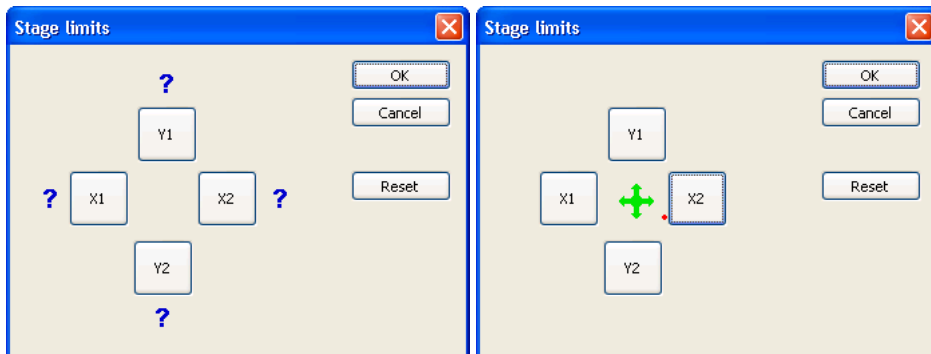 Stage limits
?
Y1
? X1 X2 ?
Y2
?
OK
Cancel
Reset
Stage limits
Y1
X1 X2
Y2
OK
Cancel
Reset